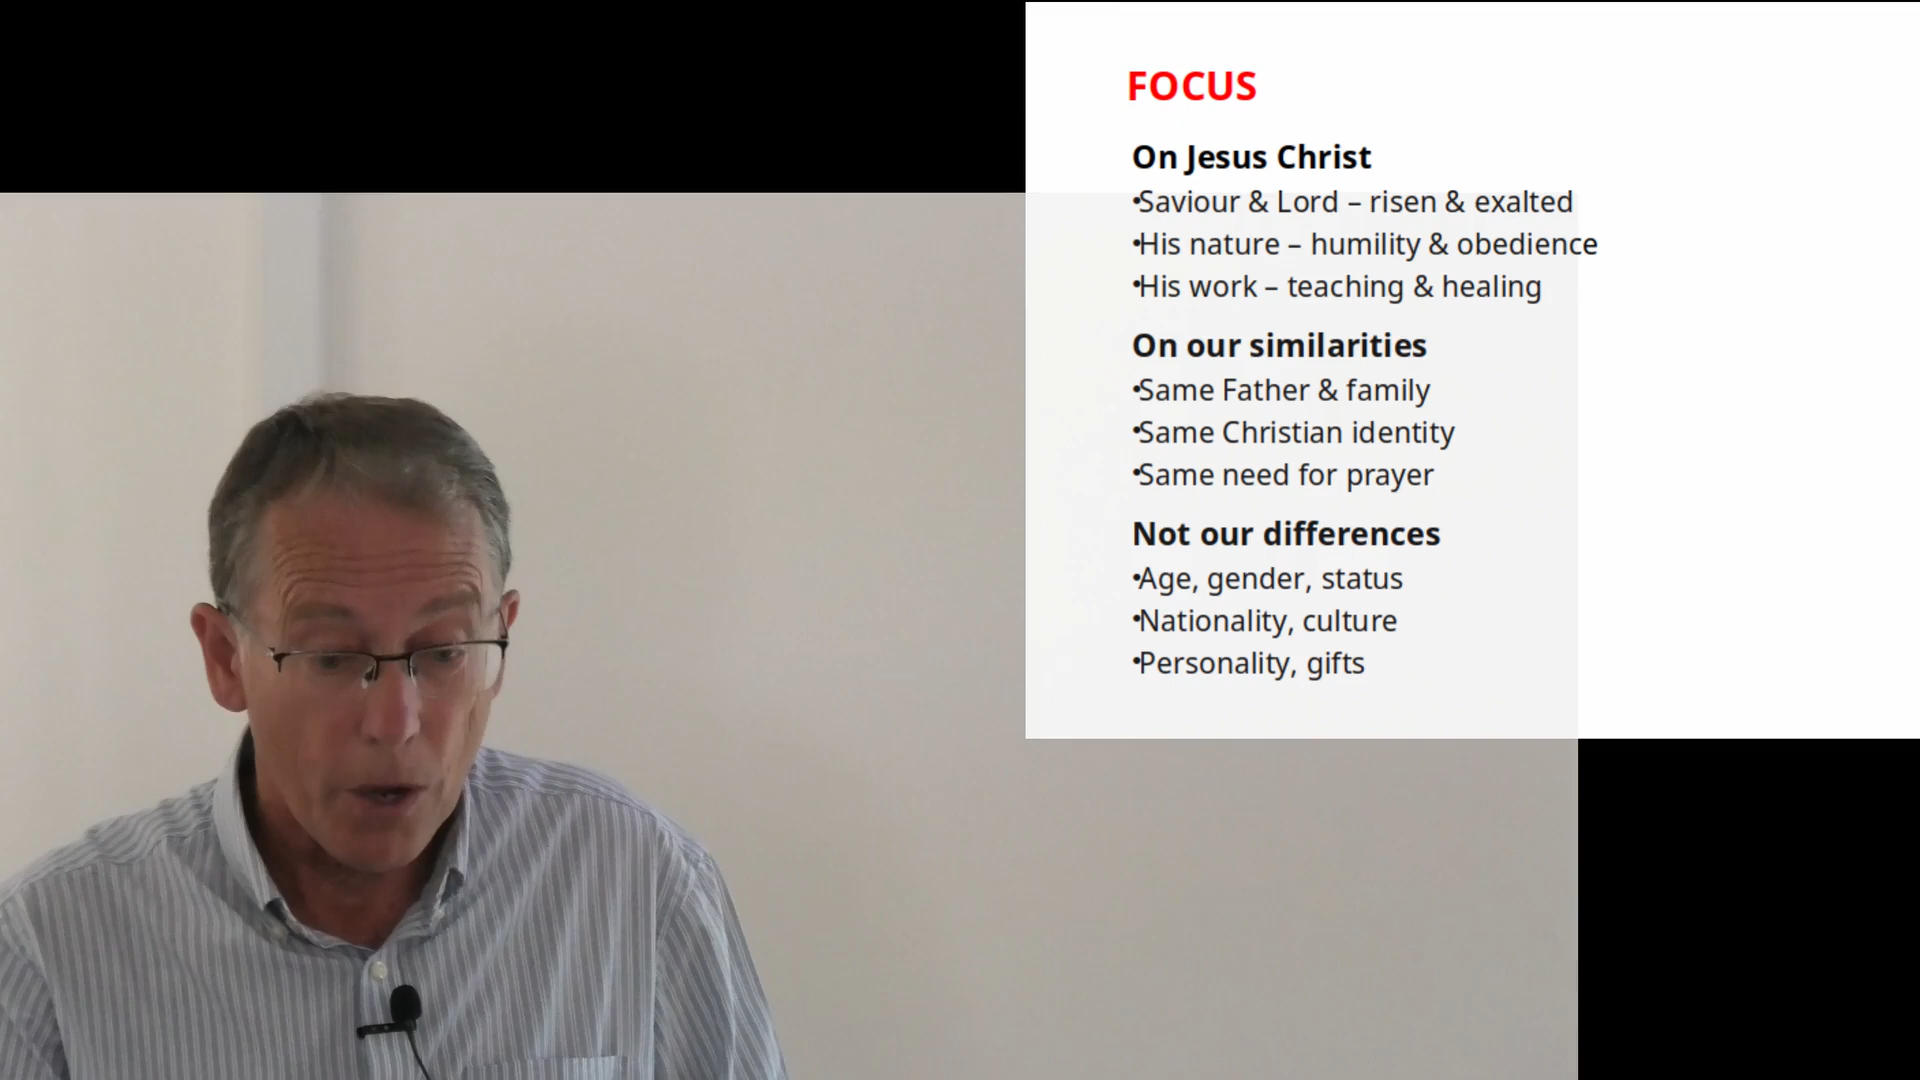 FOCUS
On Jesus Christ
•Saviour & Lord – risen & exalted
•His nature – humility & obedience
•His work – teaching & healing
On our similarities
•Same Father & family
•Same Christian identity
•Same need for prayer
Not our differences
•Age, gender, status
•Nationality, culture
•Personality, gifts